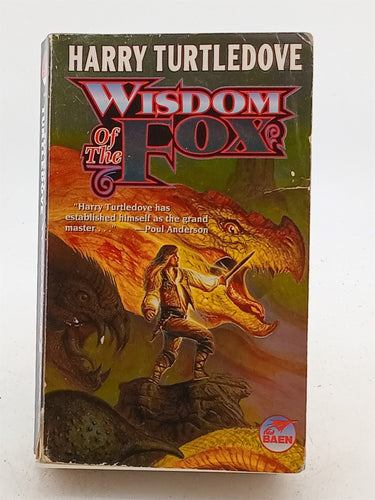 HARRY TURTLEDOVE
WISDOM
Of The
FOX
"Harry Turtledove has
established himself as the grand
master . . ." —Poul Anderson
BAEN